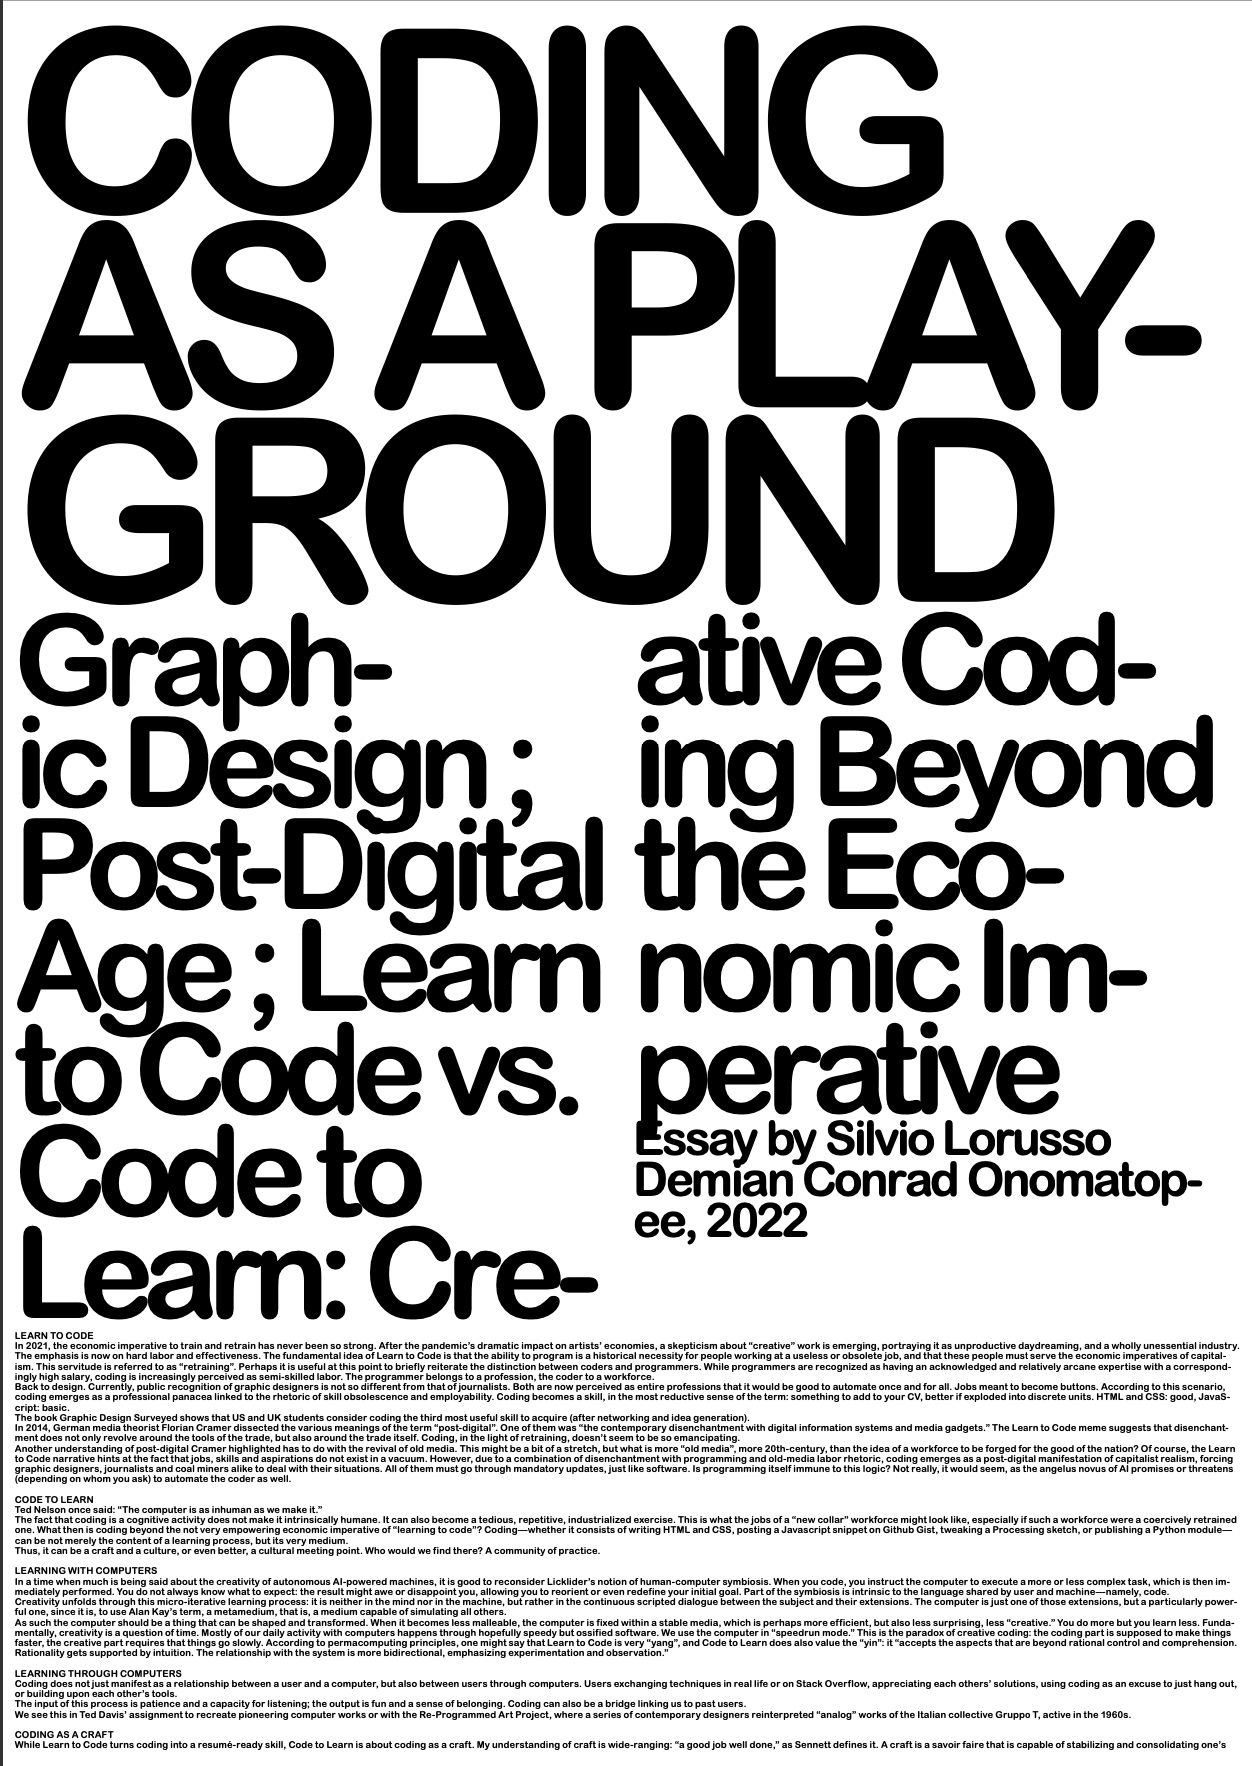 CODING
AS A PLAY-
GROUND
Graph-
ic Design ;
Post-Digital
Age ; Learn
to Code vs.
Code to
Learn: Cre-
ative Cod-
ing Beyond
the Eco-
nomic Im-
perative
Essay by Silvio Lorusso
Demian Conrad Onomatop-
ee, 2022
LEARN TO CODE
In 2021, the economic imperative to train and retrain has never been so strong. After the pandemic's dramatic impact on artists' economies, a skepticism about “creative” work is emerging, portraying it as unproductive daydreaming, and a wholly unessential industry.
The emphasis is now on hard labor and effectiveness. The fundamental idea of Learn to Code is that the ability to program is a historical necessity for people working at a useless or obsolete job, and that these people must serve the economic imperatives of capital-
ism. This servitude is referred to as “retraining”. Perhaps it is useful at this point to briefly reiterate the distinction between coders and programmers. While programmers are recognized as having an acknowledged and relatively arcane expertise with a correspond-
ingly high salary, coding is increasingly perceived as semi-skilled labor. The programmer belongs to a profession, the coder to a workforce.
Back to design. Currently, public recognition of graphic designers is not so different from that of journalists. Both are now perceived as entire professions that it would be good to automate once and for all. Jobs meant to become buttons. According to this scenario,
coding emerges as a professional panacea linked to the rhetoric of skill obsolescence and employability. Coding becomes a skill, in the most reductive sense of the term: something to add to your CV, better if exploded into discrete units. HTML and CSS: good, JavaS-
cript: basic.
The book Graphic Design Surveyed shows that US and UK students consider coding the third most useful skill to acquire (after networking and idea generation).
In 2014, German media theorist Florian Cramer dissected the various meanings of the term “post-digital”. One of them was “the contemporary disenchantment with digital information systems and media gadgets.” The Learn to Code meme suggests that disenchant-
ment does not only revolve around the tools of the trade, but also around the trade itself. Coding, in the light of retraining, doesn't seem to be so emancipating.
Another understanding of post-digital Cramer highlighted has to do with the revival of old media. This might be a bit of a stretch, but what is more “old media”, more 20th-century, than the idea of a workforce to be forged for the good of the nation? Of course, the Learn
to Code narrative hints at the fact that jobs, skills and aspirations do not exist in a vacuum. However, due to a combination of disenchantment with programming and old-media labor rhetoric, coding emerges as a post-digital manifestation of capitalist realism, forcing
graphic designers, journalists and coal miners alike to deal with their situations. All of them must go through mandatory updates, just like software. Is programming itself immune to this logic? Not really, it would seem, as the angelus novus of AI promises or threatens
(depending on whom you ask) to automate the coder as well.
CODE TO LEARN
Ted Nelson once said: “The computer is as inhuman as we make it.”
The fact that coding is a cognitive activity does not make it intrinsically humane. It can also become a tedious, repetitive, industrialized exercise. This is what the jobs of a “new collar” workforce might look like, especially if such a workforce were a coercively retrained
one. What then is coding beyond the not very empowering economic imperative of “learning to code”? Coding—whether it consists of writing HTML and CSS, posting a Javascript snippet on Github Gist, tweaking a Processing sketch, or publishing a Python module—
can be not merely the content of a learning process, but its very medium.
Thus, it can be a craft and a culture, or even better, a cultural meeting point. Who would we find there? A community of practice.
LEARNING WITH COMPUTERS
In a time when much is being said about the creativity of autonomous AI-powered machines, it is good to reconsider Licklider's notion of human-computer symbiosis. When you code, you instruct the computer to execute a more or less complex task, which is then im-
mediately performed. You do not always know what to expect: the result might awe or disappoint you, allowing you to reorient or even redefine your initial goal. Part of the symbiosis is intrinsic to the language shared by user and machine—namely, code.
Creativity unfolds through this micro-iterative learning process: it is neither in the mind nor in the machine, but rather in the continuous scripted dialogue between the subject and their extensions. The computer is just one of those extensions, but a particularly power-
ful one, since it is, to use Alan Kay's term, a metamedium, that is, a medium capable of simulating all others.
As such the computer should be a thing that can be shaped and transformed. When it becomes less malleable, the computer is fixed within a stable media, which is perhaps more efficient, but also less surprising, less “creative.” You do more but you learn less. Funda-
mentally, creativity is a question of time. Mostly of our daily activity with computers happens through hopefully speedy but ossified software. We use the computer in “speedrun mode.” This is the paradox of creative coding: the coding part is supposed to make things
faster, the creative part requires that things go slowly. According to permacomputing principles, one might say that Learn to Code is very “yang”, and Code to Learn does also value the “yin”: it “accepts the aspects that are beyond rational control and comprehension.
Rationality gets supported by intuition. The relationship with the system is more bidirectional, emphasizing experimentation and observation.”
LEARNING THROUGH COMPUTERS
Coding does not just manifest as a relationship between a user and a computer, but also between users through computers. Users exchanging techniques in real life or on Stack Overflow, appreciating each others' solutions, using coding as an excuse to just hang out,
or building upon each other's tools.
The input of this process is patience and a capacity for listening; the output is fun and a sense of belonging. Coding can also be a bridge linking us to past users.
We see this in Ted Davis' assignment to recreate pioneering computer works or with the Re-Programmed Art Project, where a series of contemporary designers reinterpreted “analog” works of the Italian collective Gruppo T, active in the 1960s.
CODING AS A CRAFT
While Learn to Code turns coding into a resumé-ready skill, Code to Learn is about coding as a craft. My understanding of craft is wide-ranging: “a good job well done,” as Sennett defines it. A craft is a savoir faire that is capable of stabilizing and consolidating one's